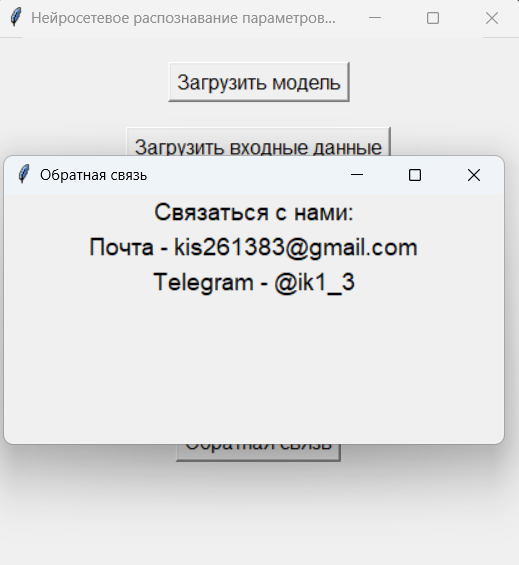 Нейросетевое распознавание параметров...
Загрузить модель
Загрузить входные данные
Обратная связь
Связаться с нами:
Почта - kis261383@gmail.com
Telegram - @ik1_3
Обратная связь